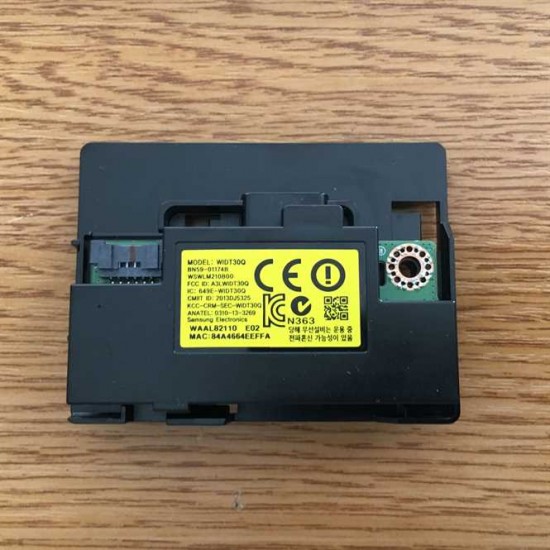 MODEL: WIDT30Q
BN59-01174B
WSWLM210800
FCC ID: A3LWIDT30Q
IC: 649E-WIDT30Q
CMIIT ID: 2013DJ5325
KCC-CRM-SEC-WIDT30Q
ANATEL: 0310-13-3269
Samsung Electronics
WAAL82110 E02
MAC:84A4664EEFFA
CE
N363
당해 무선설비는 운용 중
전파혼신 가능성이 있음